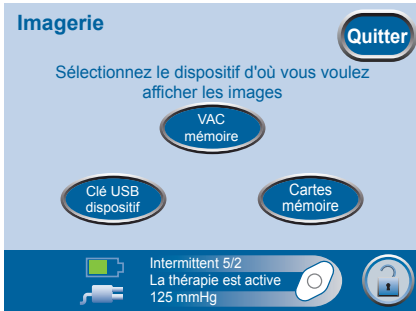 Imagerie
Quitter
Sélectionnez le dispositif d'où vous voulez
afficher les images
VAC
mémoire
Clé USB
dispositif
Cartes
mémoire
Intermittent 5/2
La thérapie est active
125 mmHg